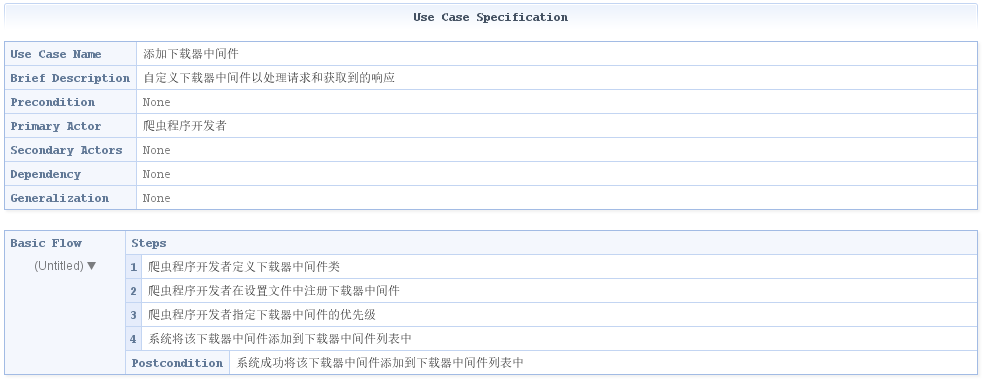 Use Case Specification
Use Case Name 添加下载器中间件
Brief Description 自定义下载器中间件以处理请求和获取到的响应
Precondition None
Primary Actor 爬虫程序开发者
Secondary Actors None
Dependency None
Generalization None
Basic Flow Steps
(Untitled) ▼
1 爬虫程序开发者定义下载器中间件类
2 爬虫程序开发者在设置文件中注册下载器中间件
3 爬虫程序开发者指定下载器中间件的优先级
4 系统将该下载器中间件添加到下载器中间件列表中
Postcondition 系统成功将该下载器中间件添加到下载器中间件列表中